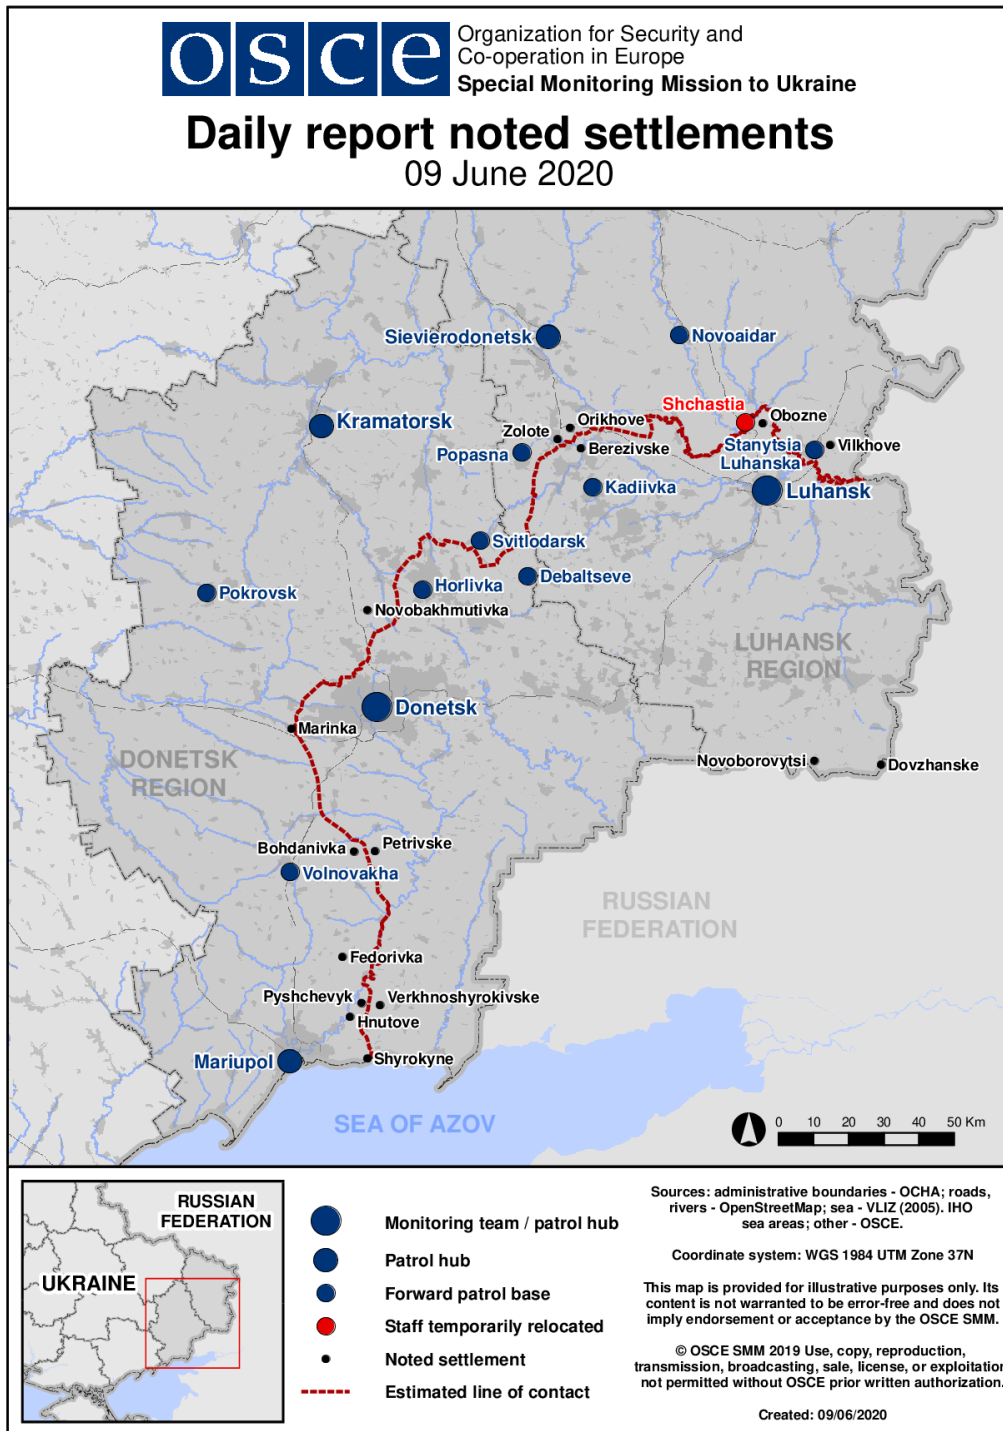 osce
Organization for Security and
Co-operation in Europe
Special Monitoring Mission to Ukraine
Daily report noted settlements
09 June 2020
Sievierodonetsk
Novoaidar
Shchastia
Kramatorsk
Orikhove
Obozne
Zolote
Stanytsia
Luhanska
Vilkhove
Popasna
Berezivske
Kadiivka
Luhansk
Svitlodarsk
Debaltseve
Horlivka
Pokrovsk
Novobakhmutivka
LUHANSK
REGION
Donetsk
Marinka
DONETSK
REGION
Novoborovytsi
Dovzhanske
Bohdanivka
Petrivske
Volnovakha
RUSSIAN
FEDERATION
Fedorivka
Pyshchevyk
Verkhnoshyrokivske
Hnutove
Shyrokyne
Mariupol
SEA OF AZOV
0 10 20 30 40 50 Km
RUSSIAN
FEDERATION
UKRAINE
Monitoring team / patrol hub
Patrol hub
Forward patrol base
Staff temporarily relocated
Noted settlement
Estimated line of contact
Sources: administrative boundaries - OCHA; roads,
rivers - OpenStreetMap; sea - VLIZ (2005). IHO
sea areas; other - OSCE.
Coordinate system: WGS 1984 UTM Zone 37N
This map is provided for illustrative purposes only. Its
content is not warranted to be error-free and does not
imply endorsement or acceptance by the OSCE SMM.
© OSCE SMM 2019 Use, copy, reproduction,
transmission, broadcasting, sale, license, or exploitation
not permitted without OSCE prior written authorization.
Created: 09/06/2020